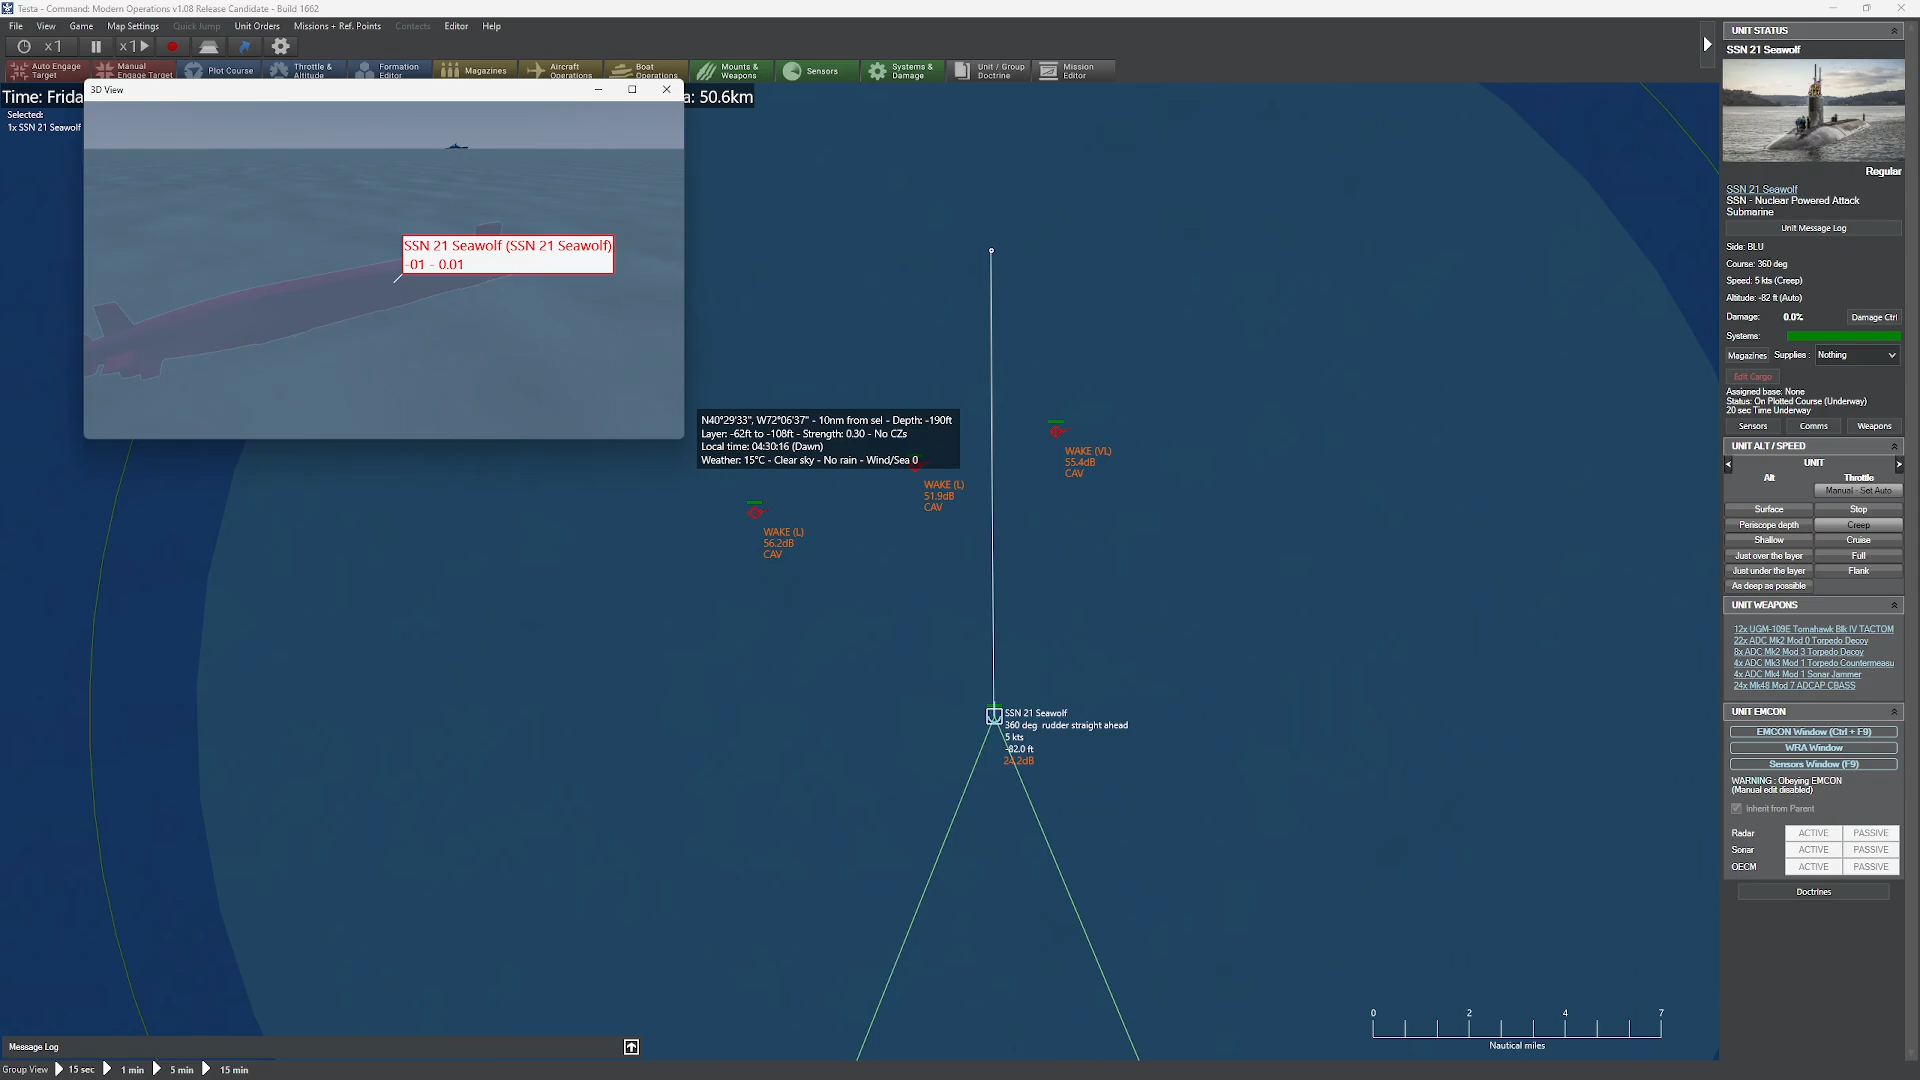 Testa - Command: Modern Operations v1.08 Release Candidate - Build 1662
File View Game Map Settings Quick Jump Unit Orders Missions + Ref. Points Contacts Editor Help
x1 x1
Auto Engage Target
Manual Engage Target
Plot Course
Throttle & Altitude
Formation Editor
Magazines
Aircraft Operations
Boat Operations
Mounts & Weapons
Sensors
Systems & Damage
Unit / Group Doctrine
Mission Editor
Time: Frida
a: 50.6km
Selected:
1x SSN 21 Seawolf
3D View
SSN 21 Seawolf (SSN 21 Seawolf)
-01 - 0.01
N40°29'33", W72°06'37" - 10nm from sel - Depth: -190ft
Layer: -62ft to -108ft - Strength: 0.30 - No CZs
Local time: 04:30:16 (Dawn)
Weather: 15°C - Clear sky - No rain - Wind/Sea 0
WAKE (VL)
55.4dB
CAV
WAKE (L)
51.9dB
CAV
WAKE (L)
56.2dB
CAV
SSN 21 Seawolf
360 deg rudder straight ahead
5 kts
-82.0 ft
24.2dB
0 2 4 7
Nautical miles
Message Log
Group View 15 sec 1 min 5 min 15 min
UNIT STATUS
SSN 21 Seawolf
Regular
SSN 21 Seawolf
SSN - Nuclear Powered Attack
Submarine
Unit Message Log
Side: BLU
Course: 360 deg
Speed: 5 kts (Creep)
Altitude: -82 ft (Auto)
Damage: 0.0% Damage Ctrl
Systems:
Magazines Supplies : Nothing
Edit Cargo
Assigned base: None
Status: On Plotted Course (Underway)
20 sec Time Underway
Sensors Comms Weapons
UNIT ALT / SPEED
< UNIT >
Alt Throttle
Manual - Set Auto
Surface Stop
Periscope depth Creep
Shallow Cruise
Just over the layer Full
Just under the layer Flank
As deep as possible
UNIT WEAPONS
12x UGM-109E Tomahawk Blk IV TACTOM
22x ADC Mk2 Mod 0 Torpedo Decoy
8x ADC Mk2 Mod 3 Torpedo Decoy
4x ADC Mk3 Mod 1 Torpedo Countermeasu
4x ADC Mk4 Mod 1 Sonar Jammer
24x Mk48 Mod 7 ADCAP CBASS
UNIT EMCON
EMCON Window (Ctrl + F9)
WRA Window
Sensors Window (F9)
WARNING : Obeying EMCON
(Manual edit disabled)
Inherit from Parent
Radar ACTIVE PASSIVE
Sonar ACTIVE PASSIVE
OECM ACTIVE PASSIVE
Doctrines